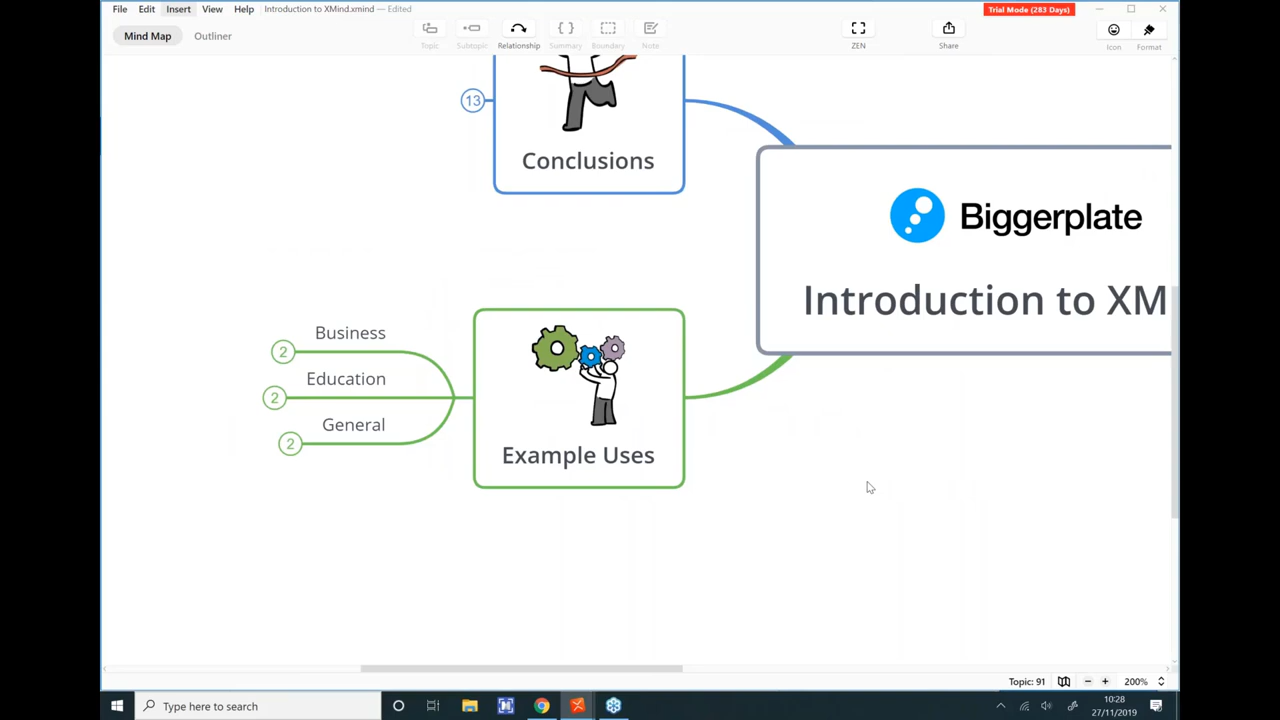 File Edit Insert View Help Introduction to XMind.xmind — Edited Trial Mode (283 Days)
Mind Map Outliner
Topic Subtopic Relationship Summary Boundary Note ZEN Share Icon Format
13
Conclusions
Biggerplate
Introduction to XM
Business
2
Education
2
General
2
Example Uses
Topic: 91 200%
Type here to search
10:28
27/11/2019